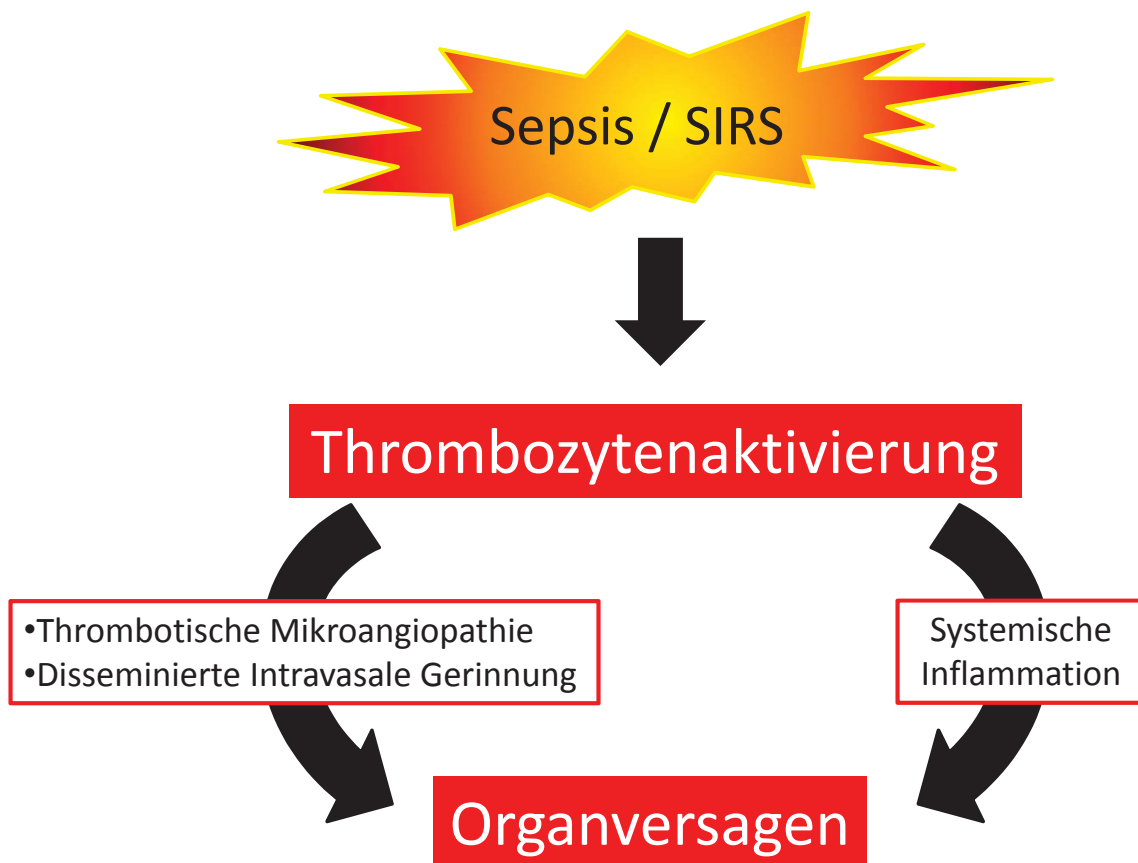 Sepsis / SIRS
Thrombozytenaktivierung
•Thrombotische Mikroangiopathie
•Disseminierte Intravasale Gerinnung
Systemische
Inflammation
Organversagen